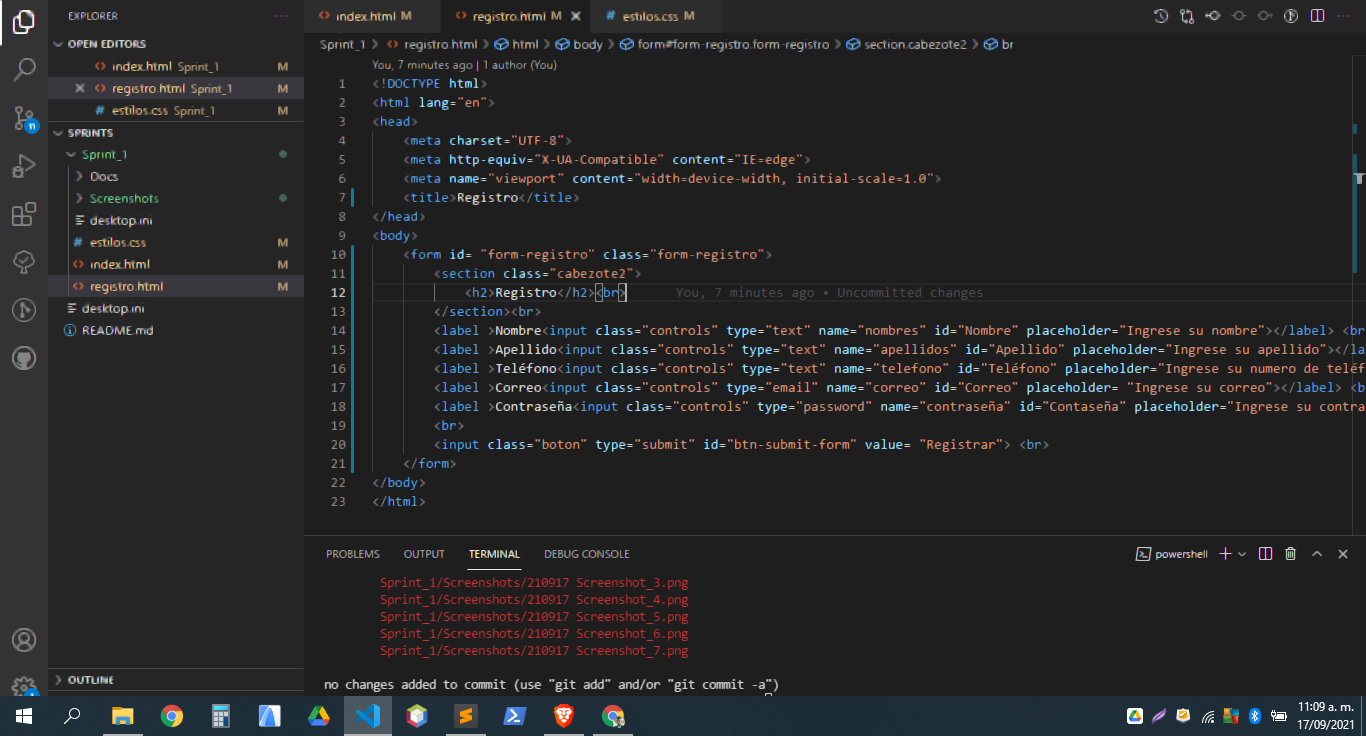 EXPLORER
index.html M
registro.html M
# estilos.css M
OPEN EDITORS
Sprint_1 > registro.html > html > body > form#form-registro.form-registro > section.cabezote2 > br
index.html Sprint_1 M
registro.html Sprint_1 M
# estilos.css Sprint_1 M
11
SPRINTS
Sprint_1
Docs
Screenshots
desktop.ini
# estilos.css M
index.html M
registro.html M
desktop.ini
README.md
OUTLINE
You, 7 minutes ago | 1 author (You)
1 <!DOCTYPE html>
2 <html lang="en">
3 <head>
4 <meta charset="UTF-8">
5 <meta http-equiv="X-UA-Compatible" content="IE=edge">
6 <meta name="viewport" content="width=device-width, initial-scale=1.0">
7 <title>Registro</title>
8 </head>
9 <body>
10 <form id= "form-registro" class="form-registro">
11 <section class="cabezote2">
12 <h2>Registro</h2><br> You, 7 minutes ago • Uncommitted changes
13 </section><br>
14 <label >Nombre<input class="controls" type="text" name="nombres" id="Nombre" placeholder="Ingrese su nombre"></label> <br
15 <label >Apellido<input class="controls" type="text" name="apellidos" id="Apellido" placeholder="Ingrese su apellido"></la
16 <label >Teléfono<input class="controls" type="text" name="telefono" id="Teléfono" placeholder="Ingrese su numero de teléf
17 <label >Correo<input class="controls" type="email" name="correo" id="Correo" placeholder= "Ingrese su correo"></label> <b
18 <label >Contraseña<input class="controls" type="password" name="contraseña" id="Contaseña" placeholder="Ingrese su contra
19 <br>
20 <input class="boton" type="submit" id="btn-submit-form" value= "Registrar"> <br>
21 </form>
22 </body>
23 </html>
PROBLEMS OUTPUT TERMINAL DEBUG CONSOLE powershell
Sprint_1/Screenshots/210917 Screenshot_3.png
Sprint_1/Screenshots/210917 Screenshot_4.png
Sprint_1/Screenshots/210917 Screenshot_5.png
Sprint_1/Screenshots/210917 Screenshot_6.png
Sprint_1/Screenshots/210917 Screenshot_7.png
no changes added to commit (use "git add" and/or "git commit -a")
11:09 a. m.
17/09/2021